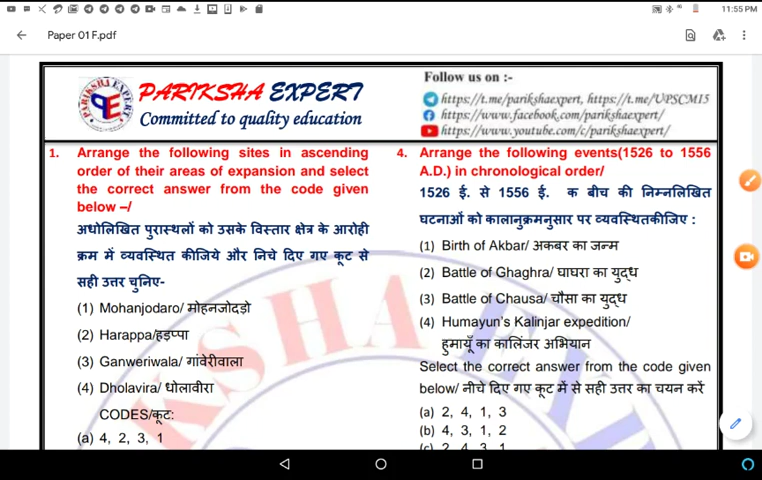 11:55 PM
Paper 01 F.pdf
PARIKSHA EXPERT
Committed to quality education
Follow us on :-
https://t.me/parikshaexpert, https://t.me/UPSCM15
https://www.facebook.com/parikshaexpert/
https://www.youtube.com/c/parikshaexpert/
1. Arrange the following sites in ascending
order of their areas of expansion and select
the correct answer from the code given
below –/
अधोलिखित पुरास्थलों को उसके विस्तार क्षेत्र के आरोही
क्रम में व्यवस्थित कीजिये और निचे दिए गए कूट से
सही उत्तर चुनिए-
(1) Mohanjodaro/ मोहनजोदड़ो
(2) Harappa/हड़प्पा
(3) Ganweriwala/ गांवेरीवाला
(4) Dholavira/ धोलावीरा
CODES/कूट:
(a) 4, 2, 3, 1
4. Arrange the following events(1526 to 1556
A.D.) in chronological order/
1526 ई. से 1556 ई. क बीच की निम्नलिखित
घटनाओं को कालानुक्रमनुसार पर व्यवस्थितकीजिए :
(1) Birth of Akbar/ अकबर का जन्म
(2) Battle of Ghaghra/ घाघरा का युद्ध
(3) Battle of Chausa/ चौसा का युद्ध
(4) Humayun's Kalinjar expedition/
हुमायूँ का कालिंजर अभियान
Select the correct answer from the code given
below/ नीचे दिए गए कूट में से सही उत्तर का चयन करें
(a) 2, 4, 1, 3
(b) 4, 3, 1, 2
(c) 2, 4, 3, 1